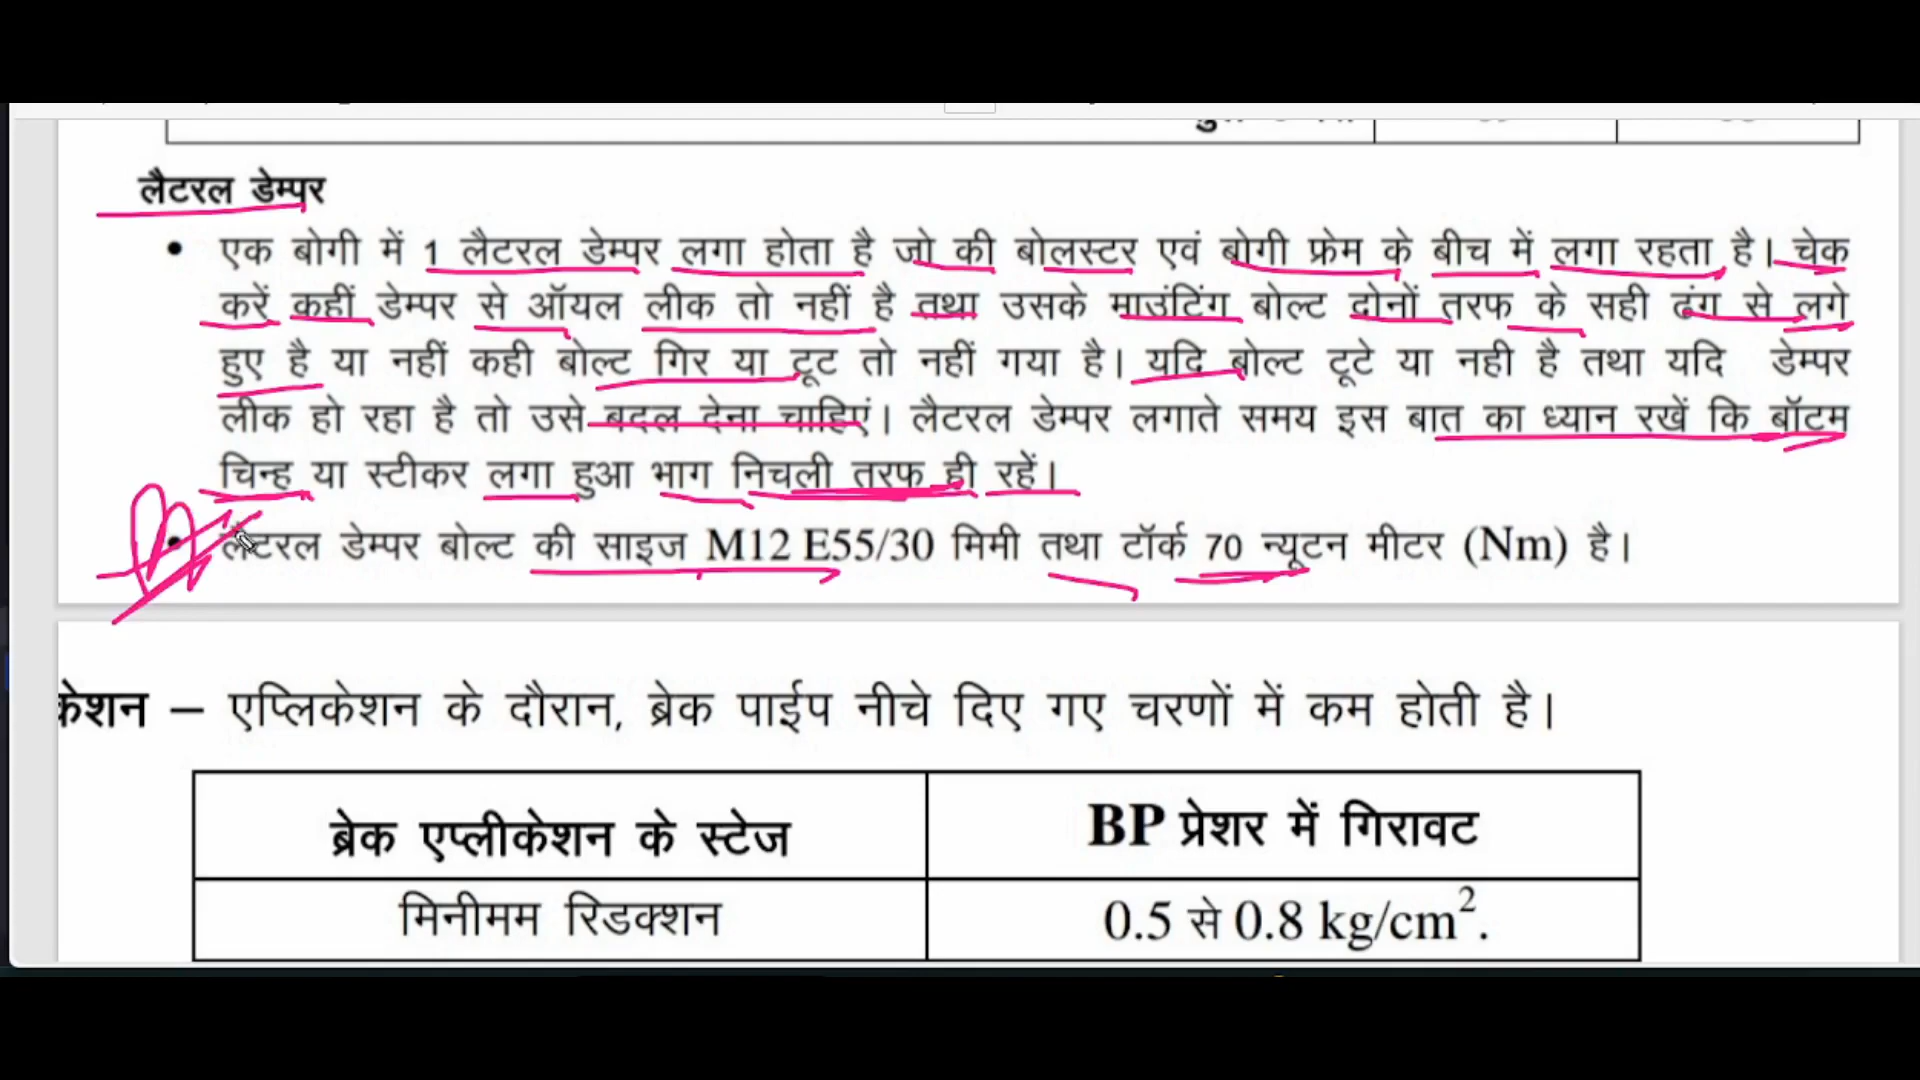 लैटरल डेम्पर
• एक बोगी में 1 लैटरल डेम्पर लगा होता है जो की बोलस्टर एवं बोगी फ्रेम के बीच में लगा रहता है। चेक
करें कहीं डेम्पर से ऑयल लीक तो नहीं है तथा उसके माउंटिंग बोल्ट दोनों तरफ के सही ढंग से लगे
हुए है या नहीं कही बोल्ट गिर या टूट तो नहीं गया है। यदि बोल्ट टूटे या नही है तथा यदि डेम्पर
लीक हो रहा है तो उसे बदल देना चाहिएं। लैटरल डेम्पर लगाते समय इस बात का ध्यान रखें कि बॉटम
चिन्ह या स्टीकर लगा हुआ भाग निचली तरफ ही रहें।
• लैटरल डेम्पर बोल्ट की साइज M12 E55/30 मिमी तथा टॉर्क 70 न्यूटन मीटर (Nm) है।
केशन – एप्लिकेशन के दौरान, ब्रेक पाईप नीचे दिए गए चरणों में कम होती है।
ब्रेक एप्लीकेशन के स्टेज BP प्रेशर में गिरावट
मिनीमम रिडक्शन 0.5 से 0.8 kg/cm².